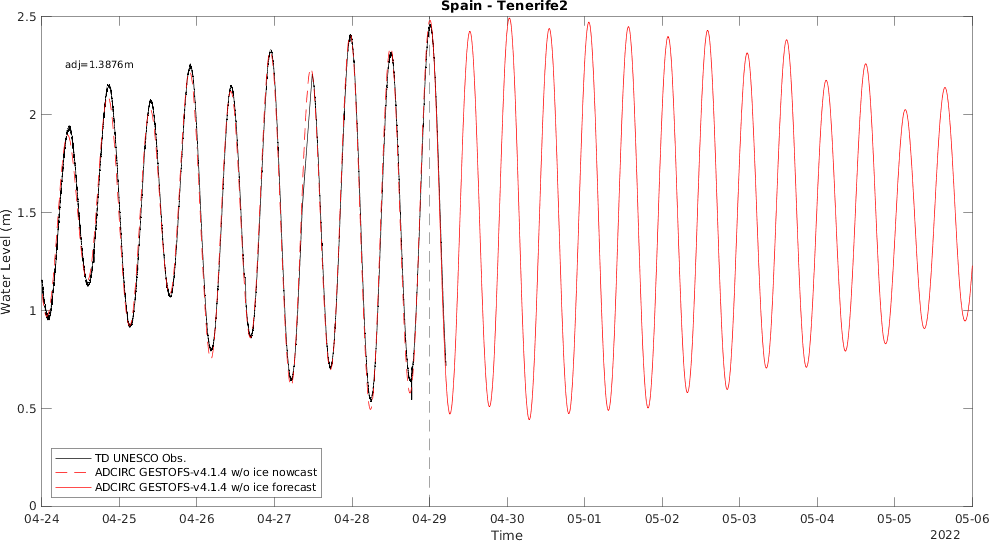 Spain - Tenerife2
adj=1.3876m
Water Level (m)
2.5
2
1.5
1
0.5
0
TD UNESCO Obs.
ADCIRC GESTOFS-v4.1.4 w/o ice nowcast
ADCIRC GESTOFS-v4.1.4 w/o ice forecast
04-24 04-25 04-26 04-27 04-28 04-29 04-30 05-01 05-02 05-03 05-04 05-05 05-06
Time
2022